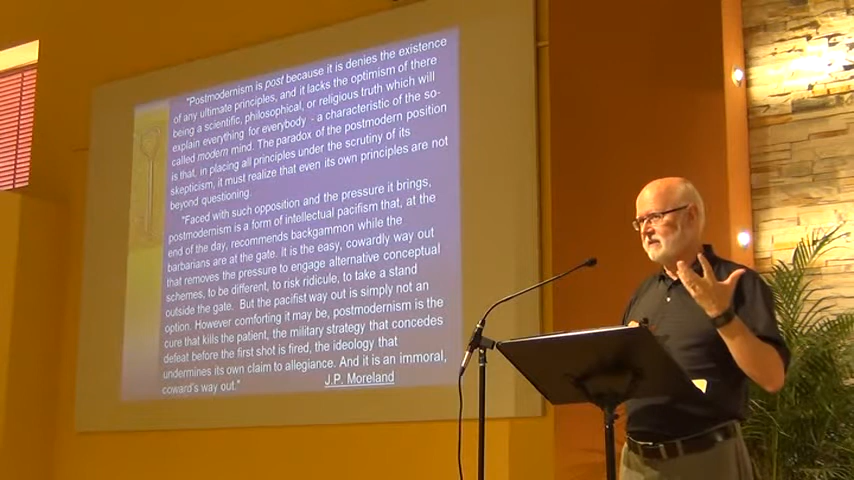 "Postmodernism is post because it is denies the existence
of any ultimate principles, and it lacks the optimism of there
being a scientific, philosophical, or religious truth which will
explain everything for everybody - a characteristic of the so-
called modern mind. The paradox of the postmodern position
is that, in placing all principles under the scrutiny of its
skepticism, it must realize that even its own principles are not
beyond questioning.
"Faced with such opposition and the pressure it brings,
postmodernism is a form of intellectual pacifism that, at the
end of the day, recommends backgammon while the
barbarians are at the gate. It is the easy, cowardly way out
that removes the pressure to engage alternative conceptual
schemes, to be different, to risk ridicule, to take a stand
outside the gate. But the pacifist way out is simply not an
option. However comforting it may be, postmodernism is the
cure that kills the patient, the military strategy that concedes
defeat before the first shot is fired, the ideology that
undermines its own claim to allegiance. And it is an immoral,
coward's way out." J.P. Moreland